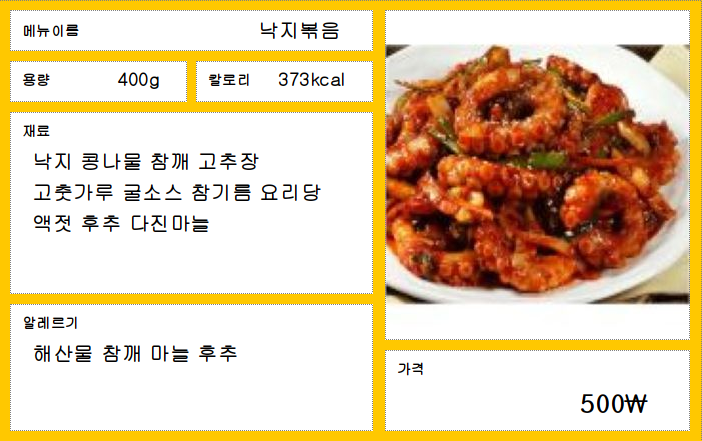 메뉴이름 낙지볶음
용량 400g 칼로리 373kcal
재료
낙지 콩나물 참깨 고추장
고춧가루 굴소스 참기름 요리당
액젓 후추 다진마늘
알레르기
해산물 참깨 마늘 후추
가격
500₩